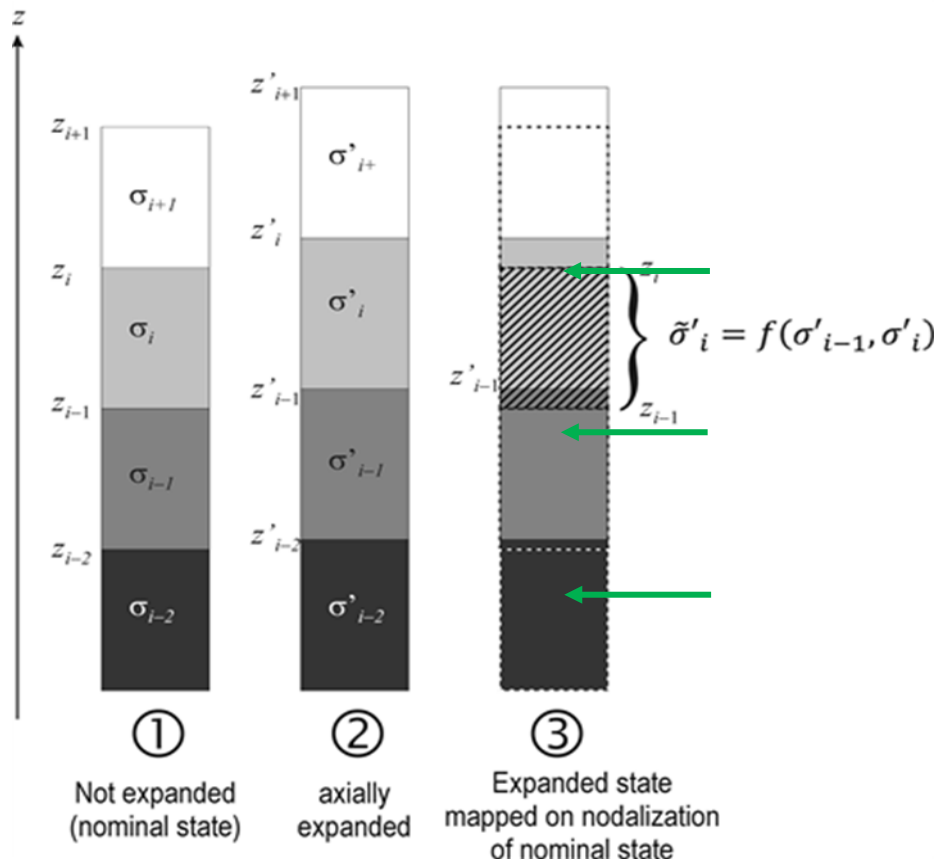 z
z_{i+1}
z_i
z_{i–1}
z_{i–2}
σ_{i+1}
σ_i
σ_{i–1}
σ_{i–2}
①
Not expanded
(nominal state)
z'_{i+1}
z'_i
z'_{i–1}
z'_{i–2}
σ'_{i+}
σ'_i
σ'_{i–1}
σ'_{i–2}
②
axially
expanded
z_i
z'_{i–1}
z_{i–1}
σ̃'_i = f(σ'_{i−1}, σ'_i)
③
Expanded state
mapped on nodalization
of nominal state